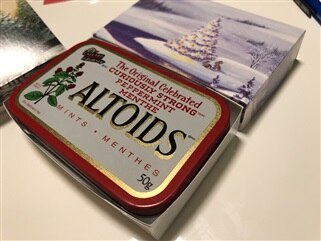 The Original Celebrated
CURIOUSLY STRONG
PEPPERMINT
MENTHE
ALTOIDS
MINTS · MENTHES
50g